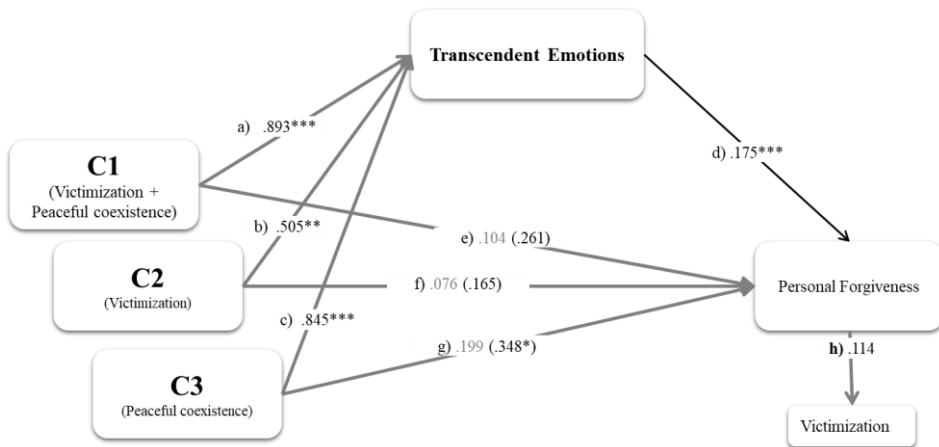 Transcendent Emotions
a) .893***
d) .175***
C1
(Victimization +
Peaceful coexistence)
b) .505**
e) .104 (.261)
C2
(Victimization)
f) .076 (.165)
Personal Forgiveness
c) .845***
g) .199 (.348*)
h) .114
C3
(Peaceful coexistence)
Victimization